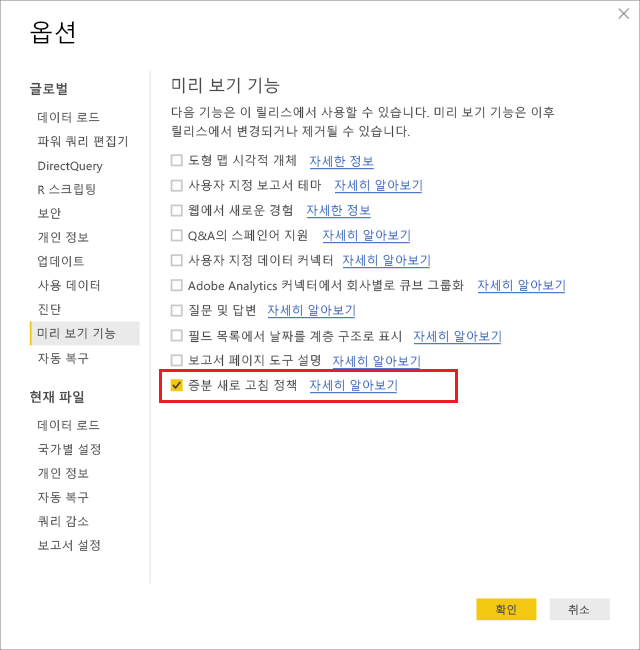 옵션
글로벌
데이터 로드
파워 쿼리 편집기
DirectQuery
R 스크립팅
보안
개인 정보
업데이트
사용 데이터
진단
미리 보기 기능
자동 복구
현재 파일
데이터 로드
국가별 설정
개인 정보
자동 복구
쿼리 감소
보고서 설정
미리 보기 기능
다음 기능은 이 릴리스에서 사용할 수 있습니다. 미리 보기 기능은 이후
릴리스에서 변경되거나 제거될 수 있습니다.
도형 맵 시각적 개체 자세한 정보
사용자 지정 보고서 테마 자세히 알아보기
웹에서 새로운 경험 자세한 정보
Q&A의 스페인어 지원 자세히 알아보기
사용자 지정 데이터 커넥터 자세히 알아보기
Adobe Analytics 커넥터에서 회사별로 큐브 그룹화 자세히 알아보기
질문 및 답변 자세히 알아보기
필드 목록에서 날짜를 계층 구조로 표시 자세히 알아보기
보고서 페이지 도구 설명 자세히 알아보기
증분 새로 고침 정책 자세히 알아보기
확인
취소